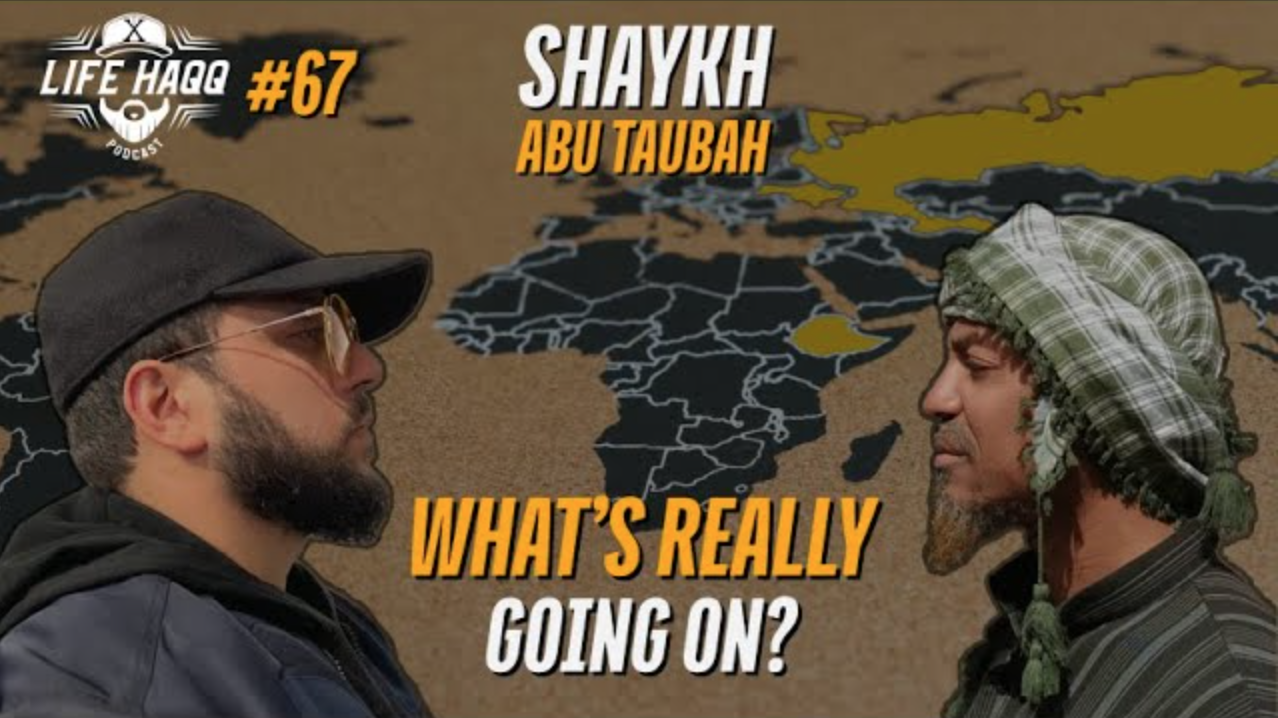 X
LIFE HAQQ
PODCAST
#67
SHAYKH
ABU TAUBAH
WHAT'S REALLY
GOING ON?